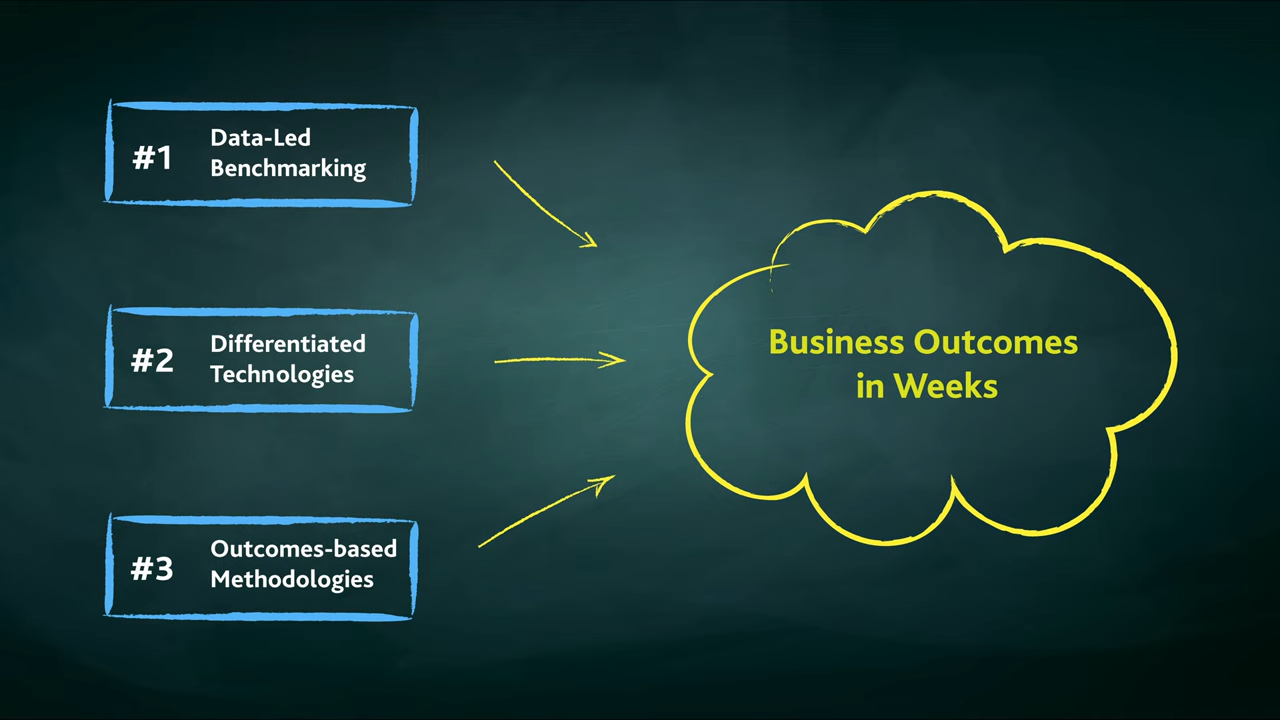 #1
Data-Led
Benchmarking
#2
Differentiated
Technologies
#3
Outcomes-based
Methodologies
Business Outcomes
in Weeks